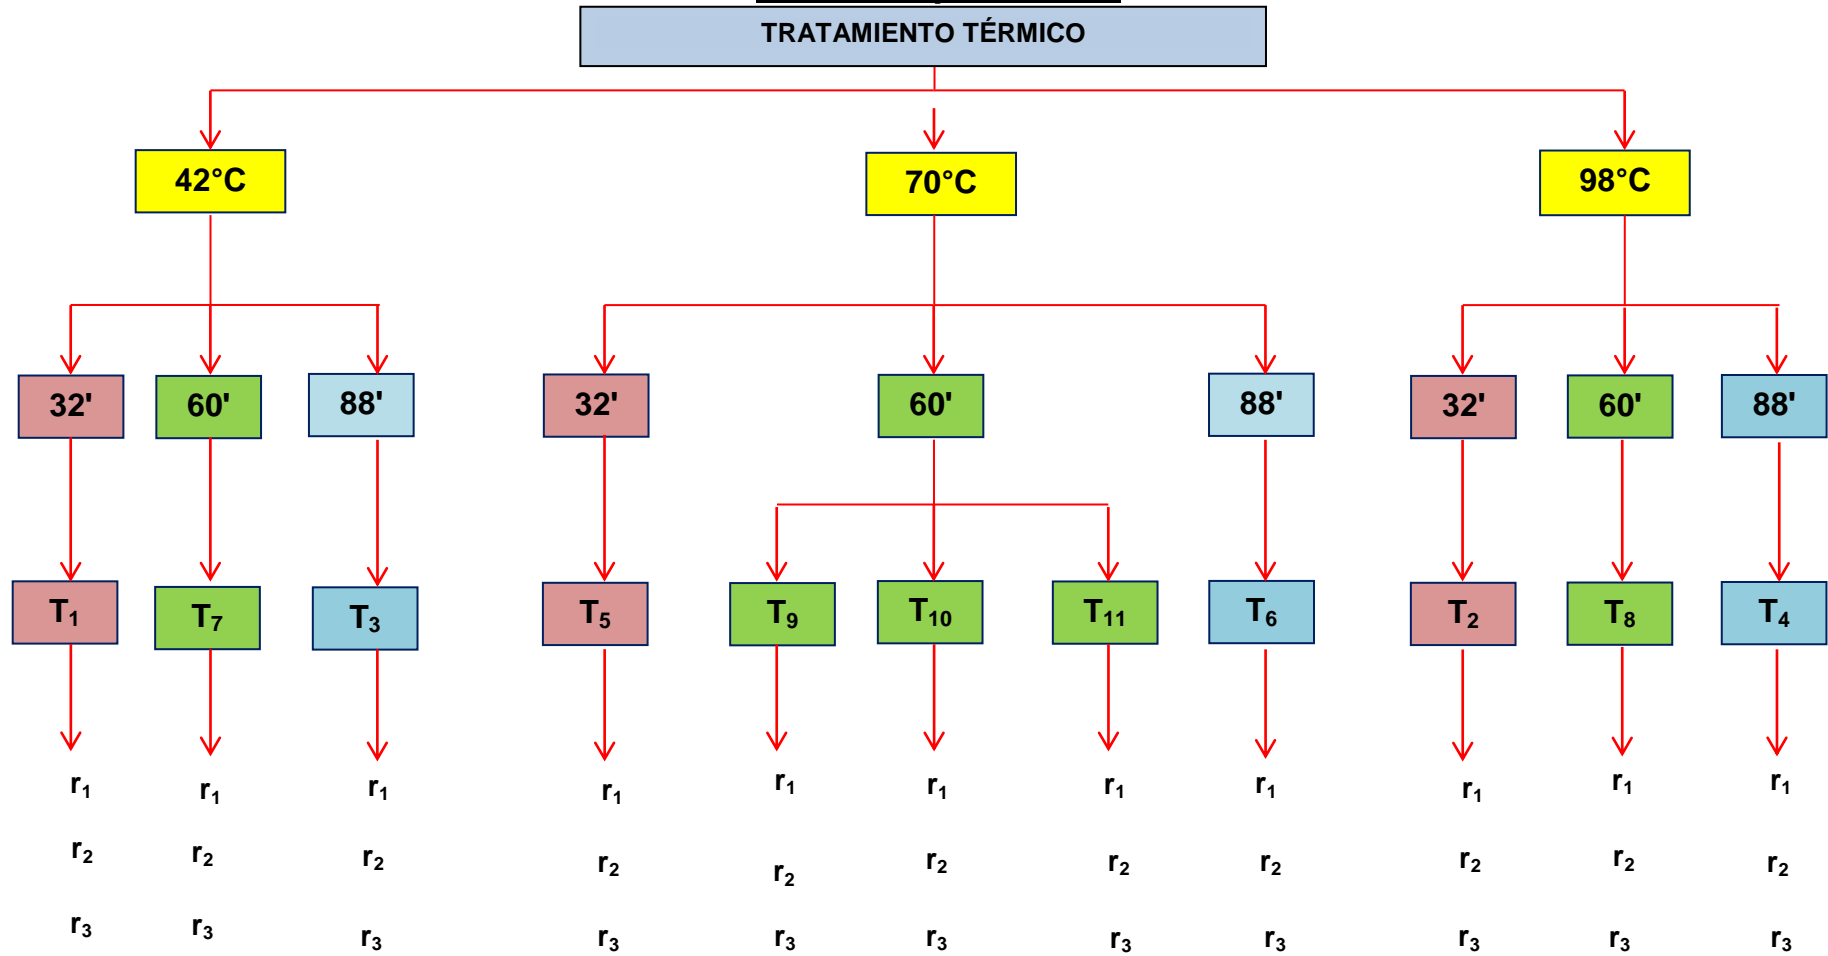 TRATAMIENTO TÉRMICO
42°C 70°C 98°C
32' 60' 88' 32' 60' 88' 32' 60' 88'
T1 T7 T3 T5 T9 T10 T11 T6 T2 T8 T4
r1 r1 r1 r1 r1 r1 r1 r1 r1 r1 r1
r2 r2 r2 r2 r2 r2 r2 r2 r2 r2 r2
r3 r3 r3 r3 r3 r3 r3 r3 r3 r3 r3